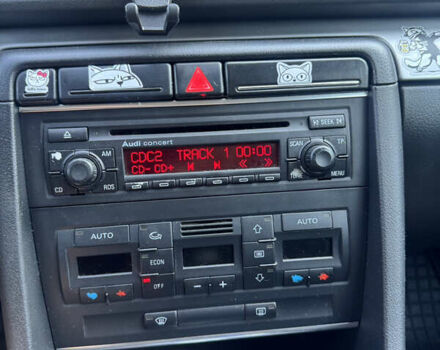 SEEK
Audi concert
AM
SCAN
TP
CDC2 TRACK 1 00:00
CD- CD+
CD
RDS
MENU
AUTO
AUTO
ECON
OFF